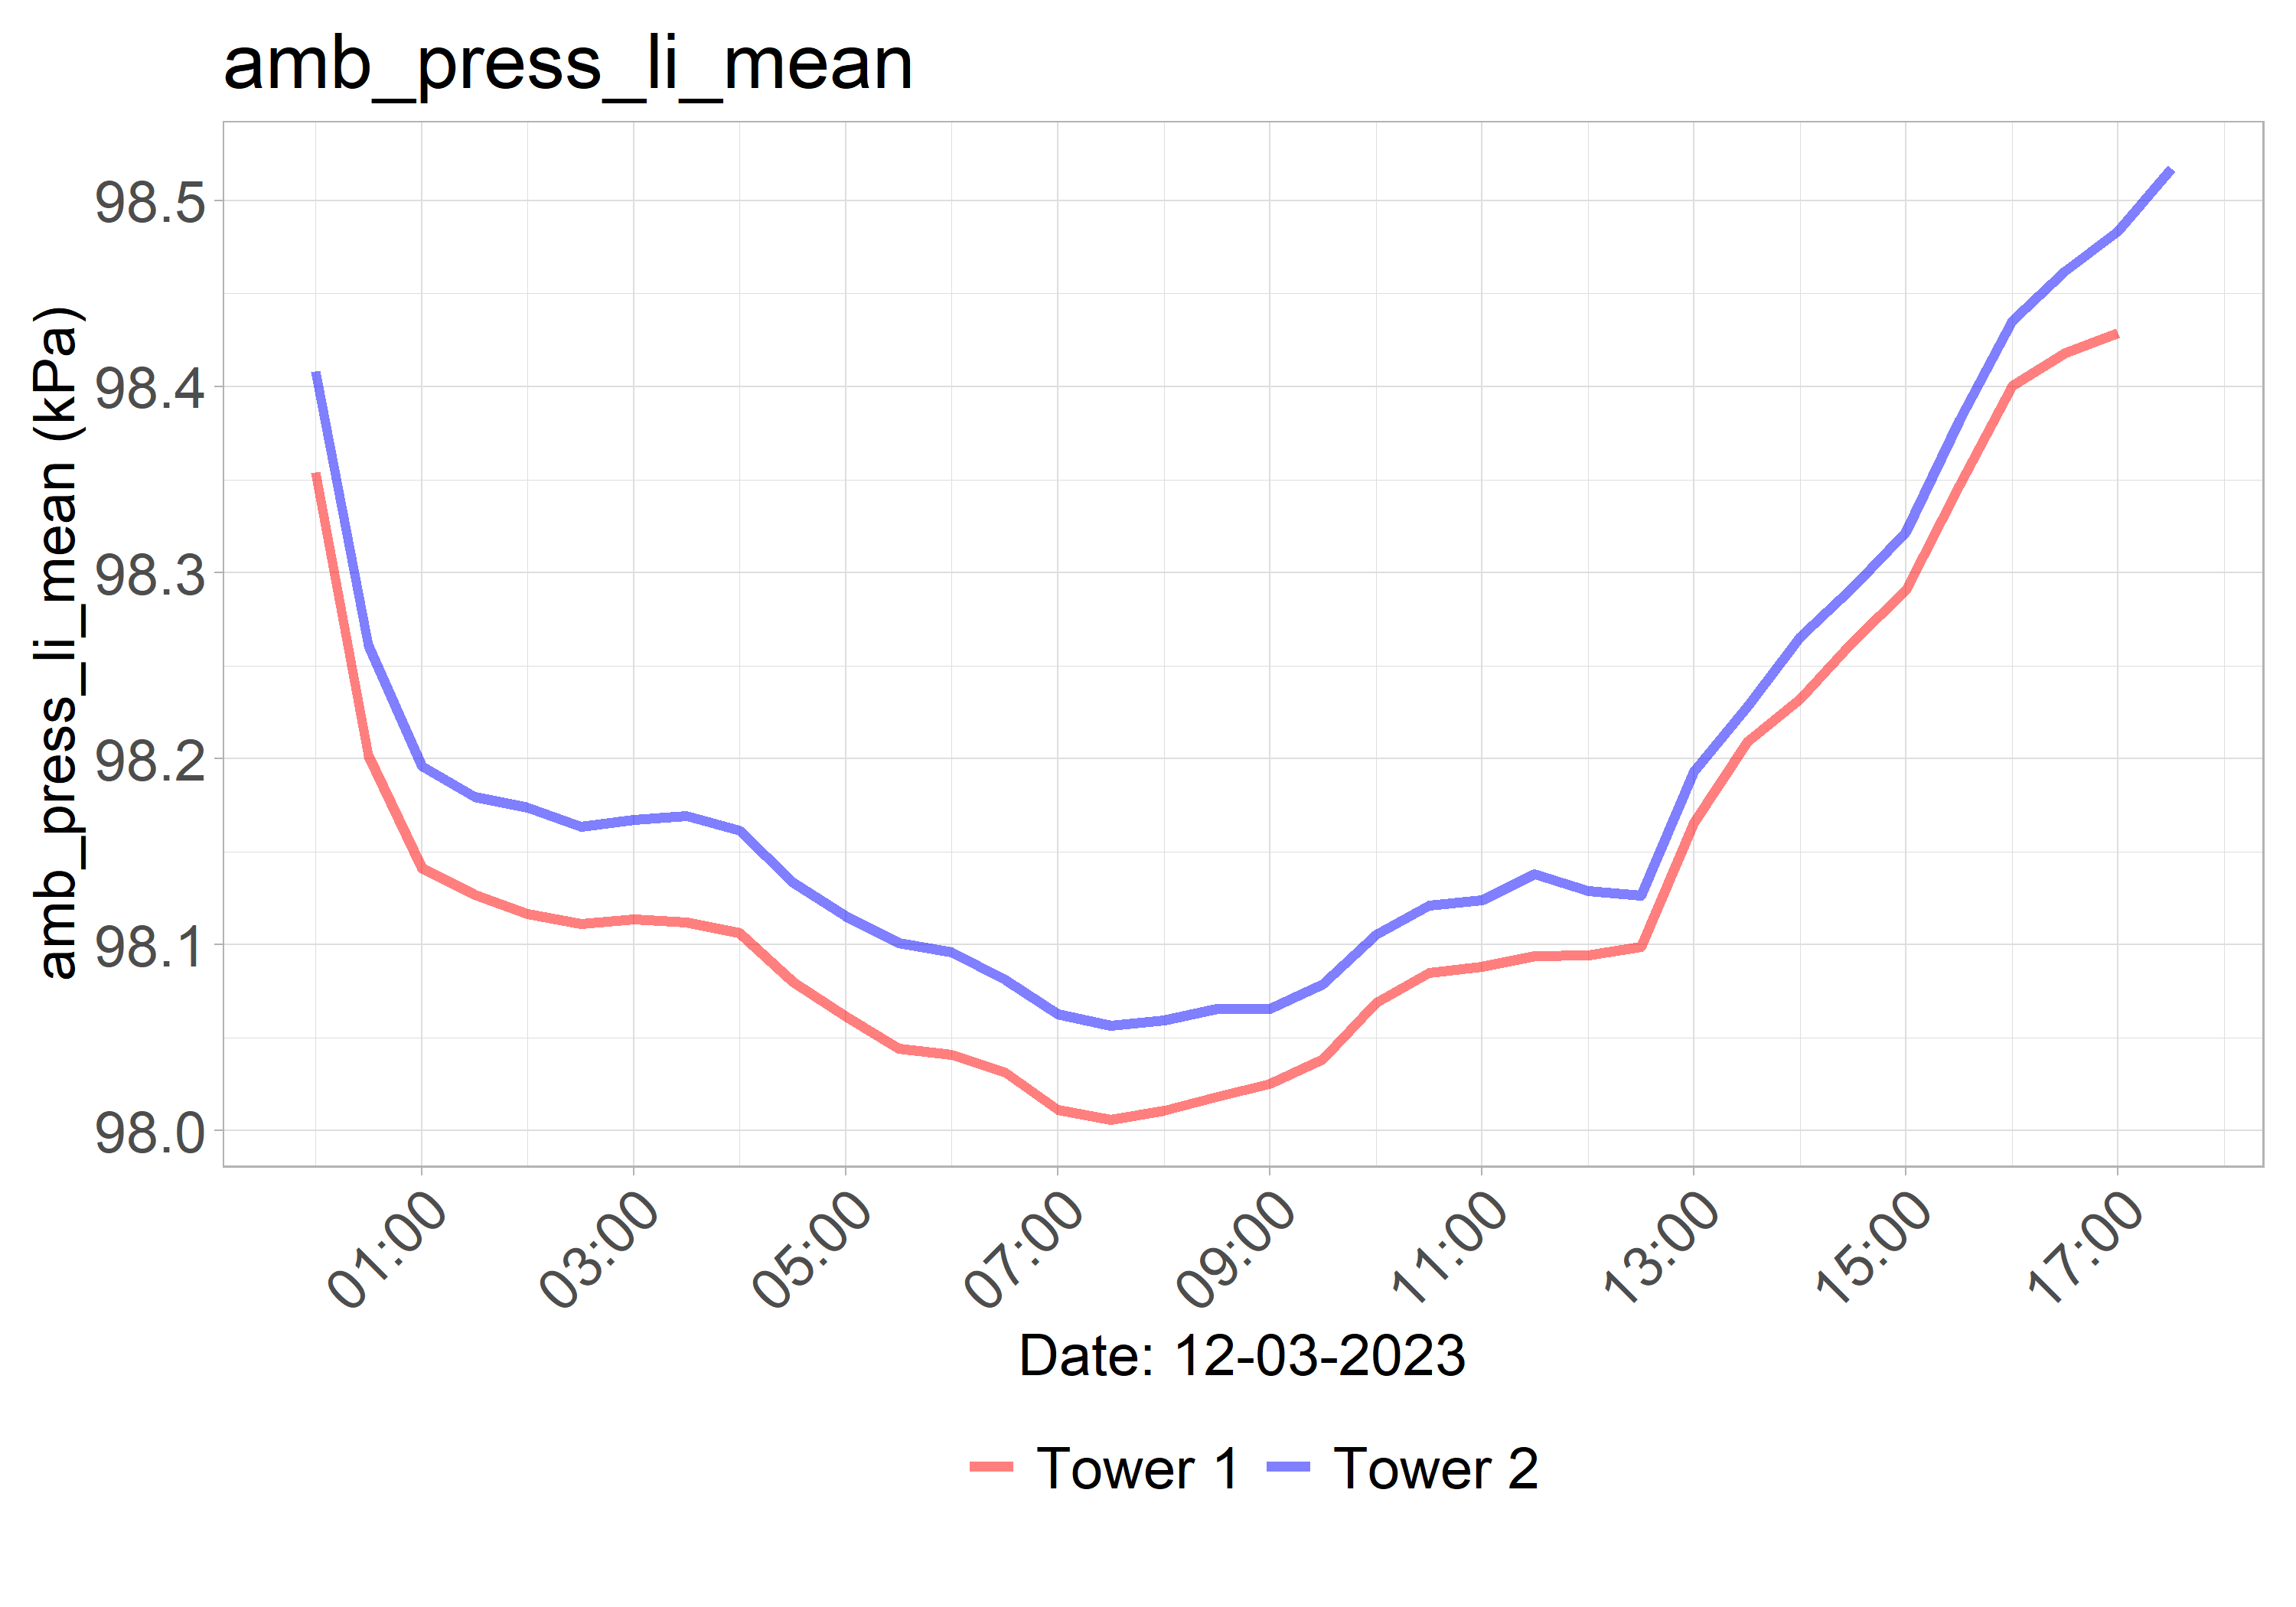 amb_press_li_mean
amb_press_li_mean (kPa)
98.5
98.4
98.3
98.2
98.1
98.0
01:00 03:00 05:00 07:00 09:00 11:00 13:00 15:00 17:00
Date: 12-03-2023
Tower 1 Tower 2